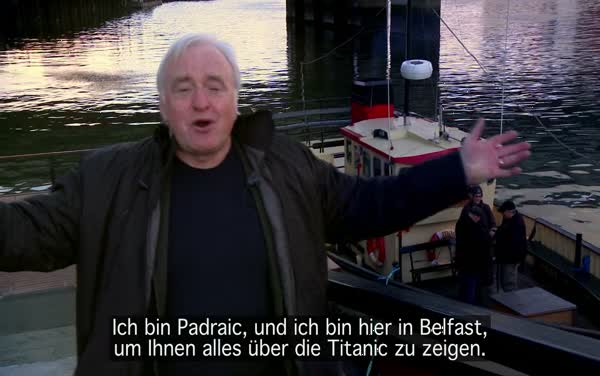 Ich bin Padraic, und ich bin hier in Belfast,
um Ihnen alles über die Titanic zu zeigen.